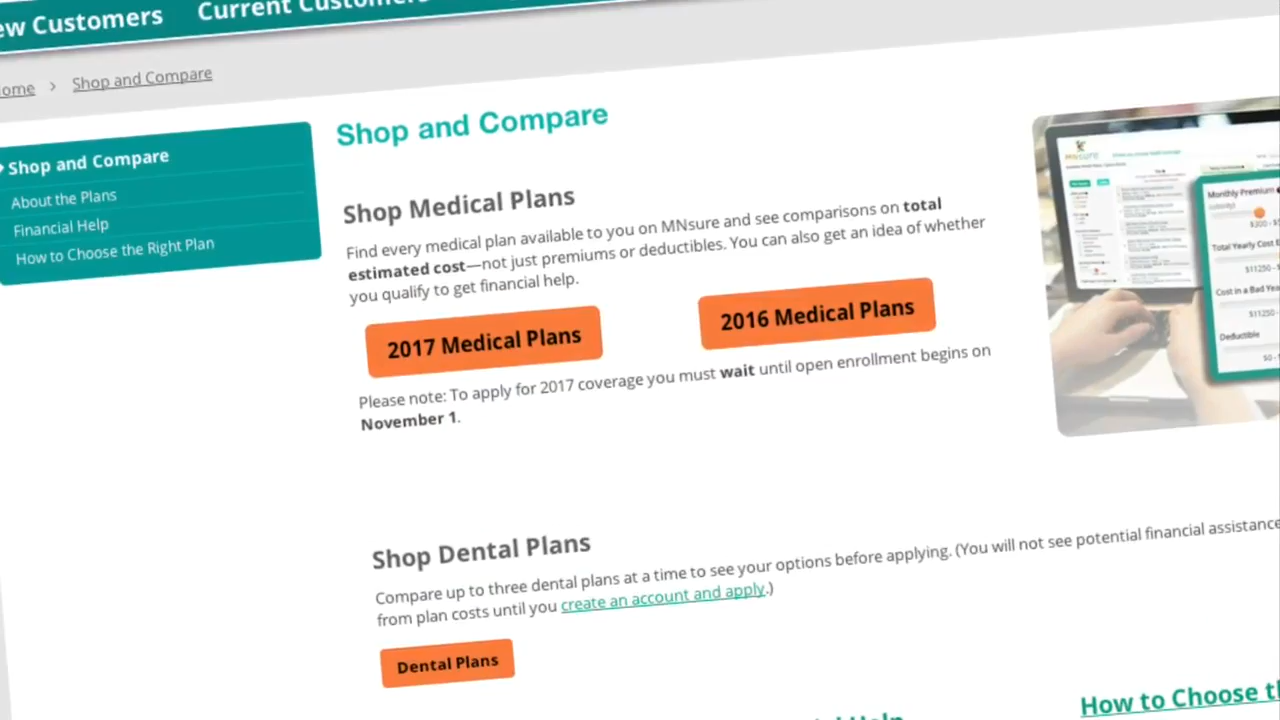 Customers
Current Customers
Shop and Compare
Shop and Compare
About the Plans
Financial Help
How to Choose the Right Plan
Shop and Compare
Shop Medical Plans
Find every medical plan available to you on MNsure and see comparisons on total
estimated cost—not just premiums or deductibles. You can also get an idea of whether
you qualify to get financial help.
2017 Medical Plans
2016 Medical Plans
Please note: To apply for 2017 coverage you must wait until open enrollment begins on
November 1.
mnsure
Monthly Premium
Total Yearly Cost
$11250 -
Cost in a Bad Year
$11250 -
Deductible
Shop Dental Plans
Compare up to three dental plans at a time to see your options before applying. (You will not see potential financial assistance
from plan costs until you create an account and apply.)
Dental Plans
Help
How to Choose